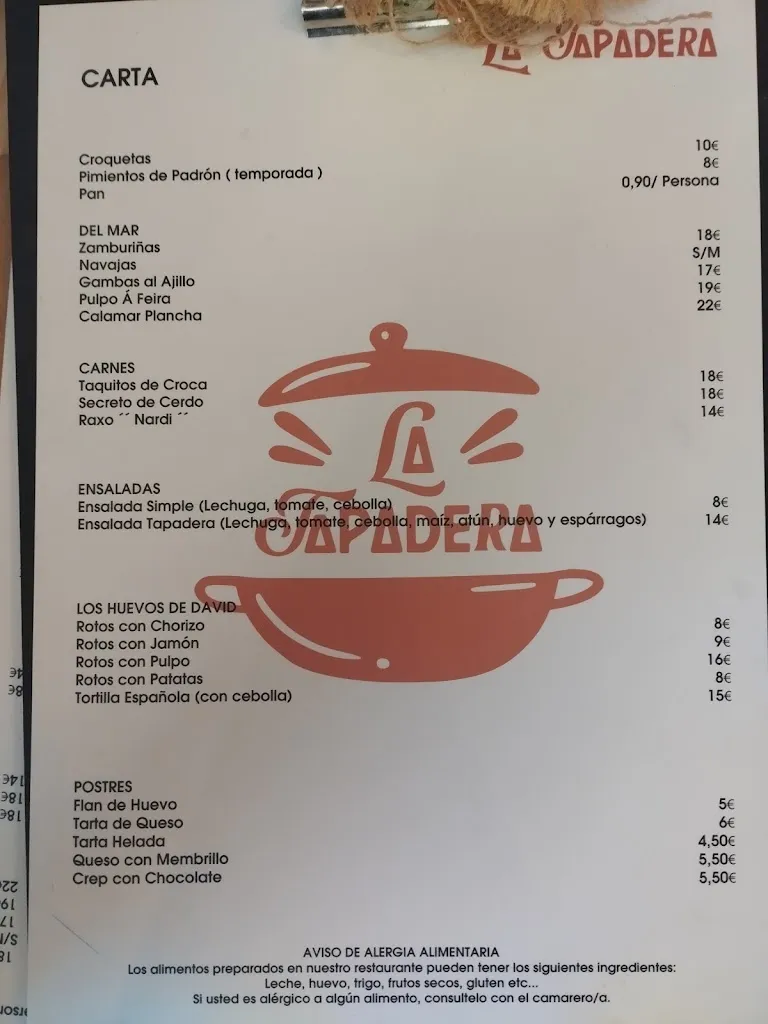 LA TAPADERA
CARTA
Croquetas 10€
Pimientos de Padrón ( temporada ) 8€
Pan 0,90/ Persona
DEL MAR
Zamburiñas 18€
Navajas S/M
Gambas al Ajillo 17€
Pulpo Á Feira 19€
Calamar Plancha 22€
CARNES
Taquitos de Croca 18€
Secreto de Cerdo 18€
Raxo ´´ Nardi ´´ 14€
LA
TAPADERA
ENSALADAS
Ensalada Simple (Lechuga, tomate, cebolla) 8€
Ensalada Tapadera (Lechuga, tomate, cebolla, maíz, atún, huevo y espárragos) 14€
LOS HUEVOS DE DAVID
Rotos con Chorizo 8€
Rotos con Jamón 9€
Rotos con Pulpo 16€
Rotos con Patatas 8€
Tortilla Española (con cebolla) 15€
POSTRES
Flan de Huevo 5€
Tarta de Queso 6€
Tarta Helada 4,50€
Queso con Membrillo 5,50€
Crep con Chocolate 5,50€
AVISO DE ALERGIA ALIMENTARIA
Los alimentos preparados en nuestro restaurante pueden tener los siguientes ingredientes:
Leche, huevo, trigo, frutos secos, gluten etc...
Si usted es alérgico a algún alimento, consultelo con el camarero/a.
14€
18€
18€